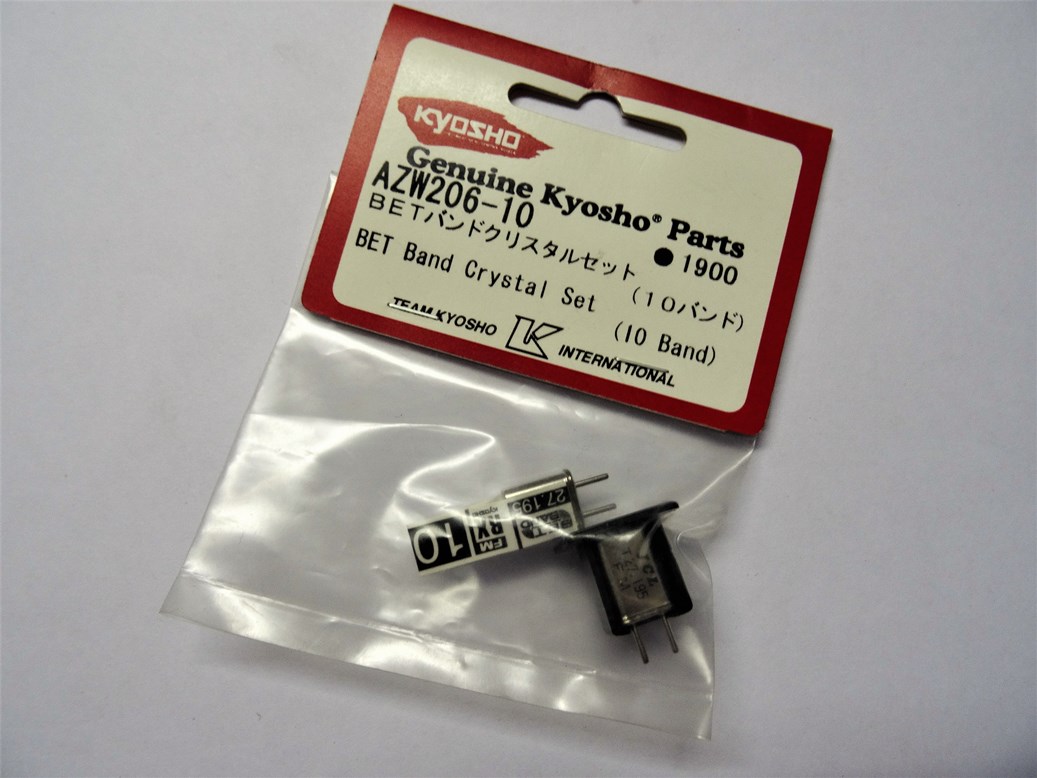 KYOSHO
Genuine Kyosho® Parts
AZW206-10
●1900
BETバンドクリスタルセット
(10バンド)
BET Band Crystal Set
(10 Band)
TEAM KYOSHO
K
INTERNATIONAL
27.195
FM
RX
10